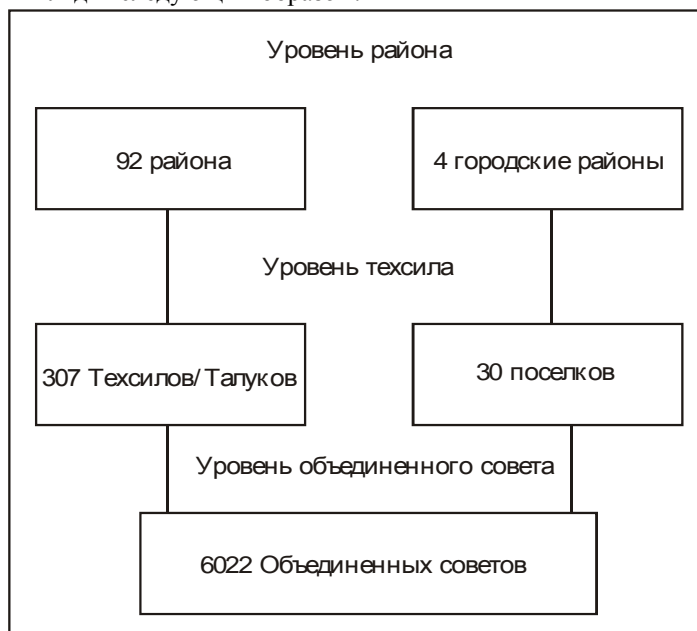 Уровень района
92 района
4 городские районы
Уровень техсила
307 Техсилов/ Талуков
30 поселков
Уровень объединенного совета
6022 Объединенных советов